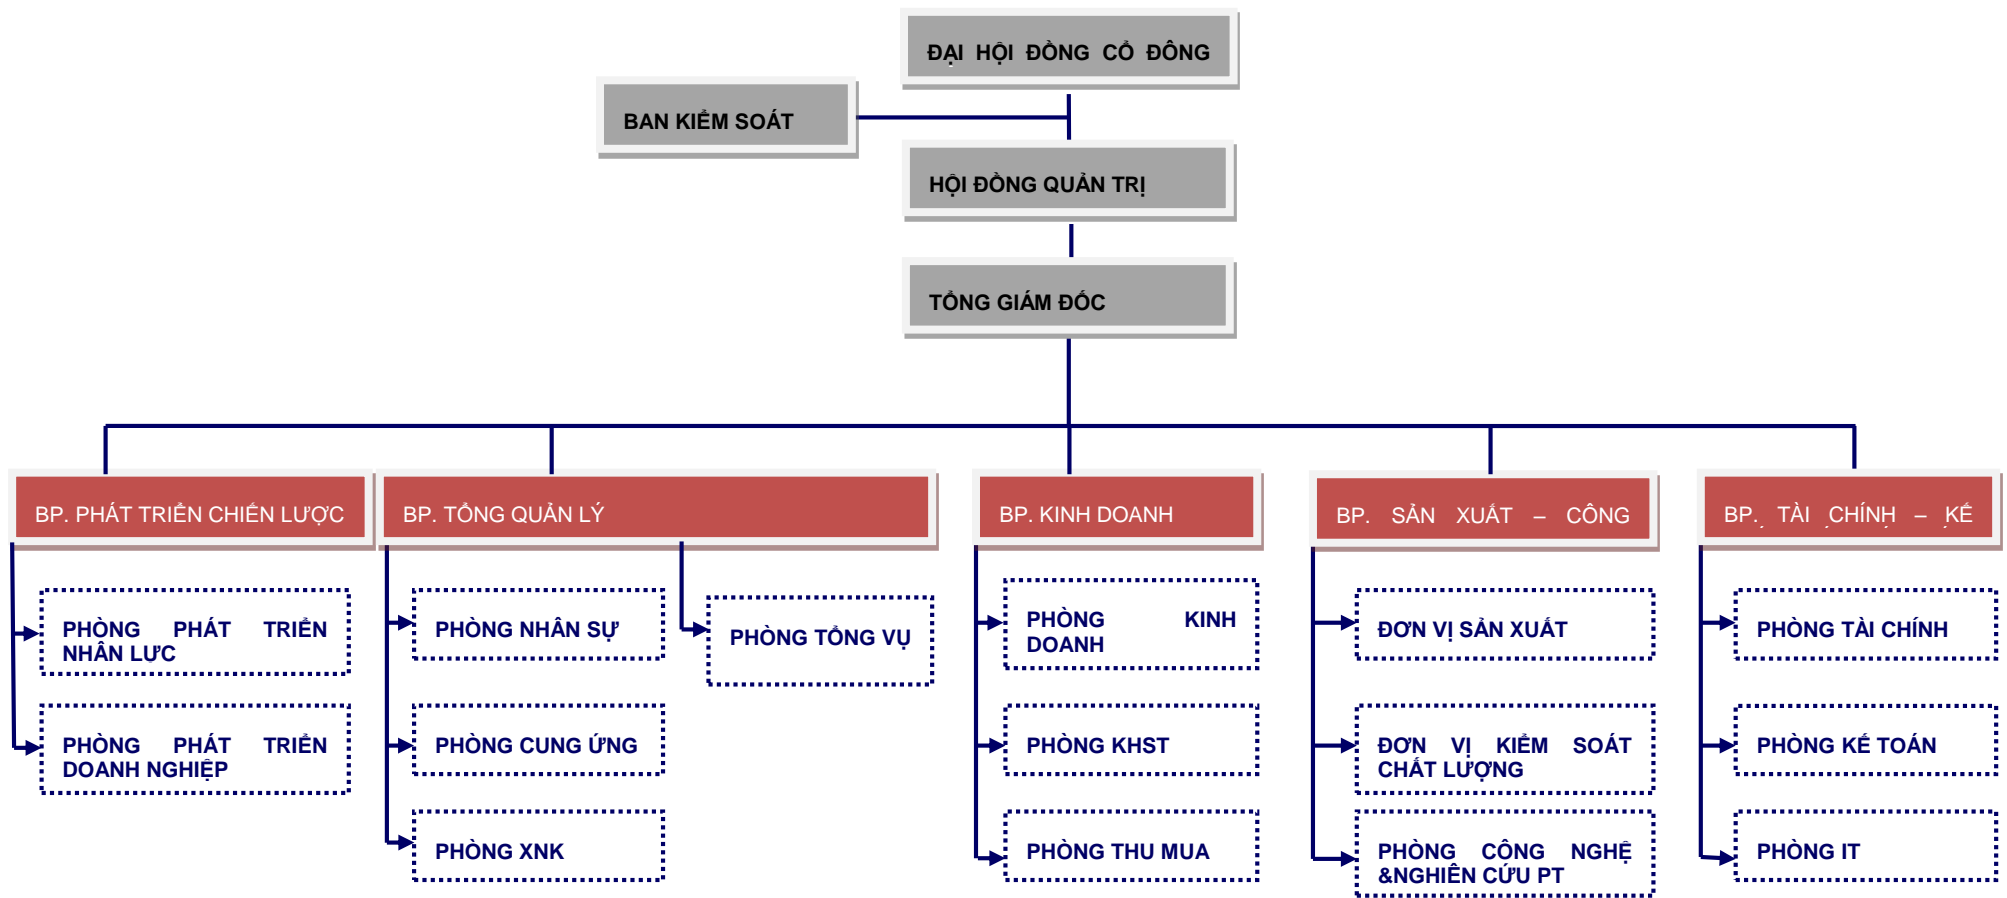 ĐẠI HỘI ĐỒNG CỔ ĐÔNG
BAN KIỂM SOÁT
HỘI ĐỒNG QUẢN TRỊ
TỔNG GIÁM ĐỐC
BP. PHÁT TRIỂN CHIẾN LƯỢC
BP. TỔNG QUẢN LÝ
BP. KINH DOANH
BP. SẢN XUẤT – CÔNG
BP. TÀI CHÍNH – KẾ
PHÒNG PHÁT TRIỂN
NHÂN LỰC
PHÒNG PHÁT TRIỂN
DOANH NGHIỆP
PHÒNG NHÂN SỰ
PHÒNG CUNG ỨNG
PHÒNG XNK
PHÒNG TỔNG VỤ
PHÒNG KINH
DOANH
PHÒNG KHST
PHÒNG THU MUA
ĐƠN VỊ SẢN XUẤT
ĐƠN VỊ KIỂM SOÁT
CHẤT LƯỢNG
PHÒNG CÔNG NGHỆ
&NGHIÊN CỨU PT
PHÒNG TÀI CHÍNH
PHÒNG KẾ TOÁN
PHÒNG IT